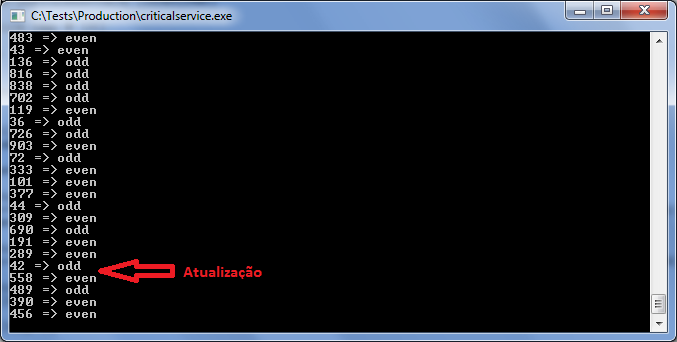 C:\Tests\Production\criticalservice.exe
483 => even
43 => even
136 => odd
816 => odd
838 => odd
702 => odd
119 => even
36 => odd
726 => odd
903 => even
72 => odd
333 => even
101 => even
377 => even
44 => odd
309 => even
690 => odd
191 => even
289 => even
42 => odd
Atualização
558 => even
489 => odd
390 => even
456 => even